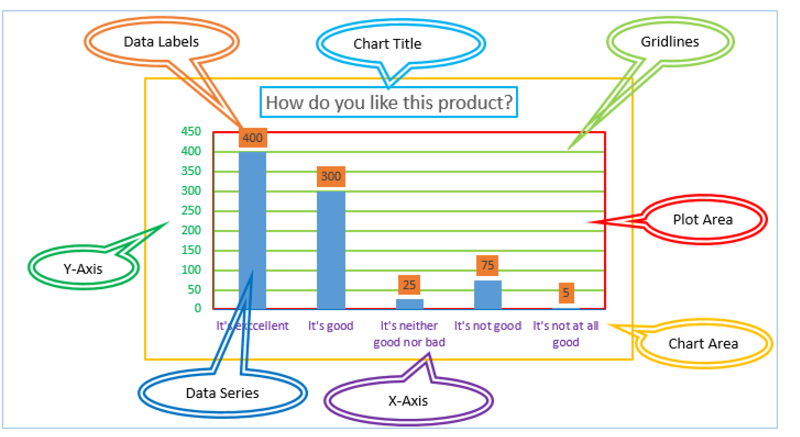 Data Labels
Chart Title
Gridlines
How do you like this product?
450
400
350
300
250
200
150
100
50
0
400
300
25
75
5
Plot Area
Y-Axis
It's excellent
It's good
It's neither
good nor bad
It's not good
It's not at all
good
Chart Area
Data Series
X-Axis